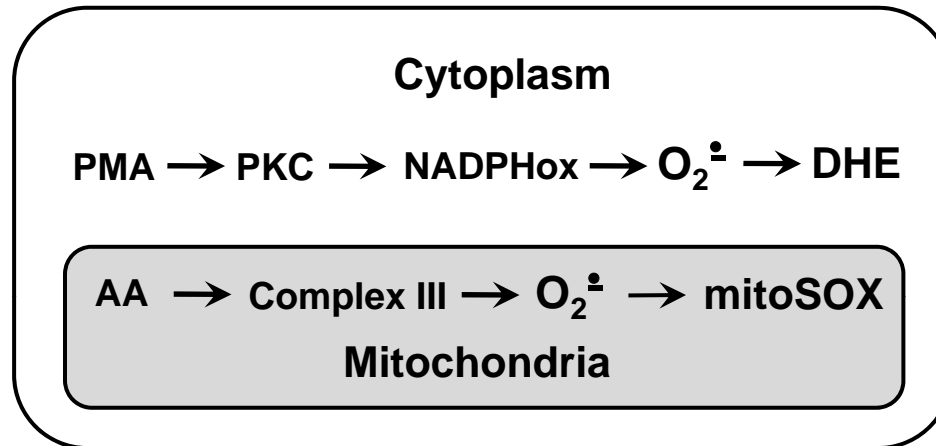 Cytoplasm
PMA → PKC → NADPHox → O₂•̲ → DHE
AA → Complex III → O₂•̲ → mitoSOX
Mitochondria